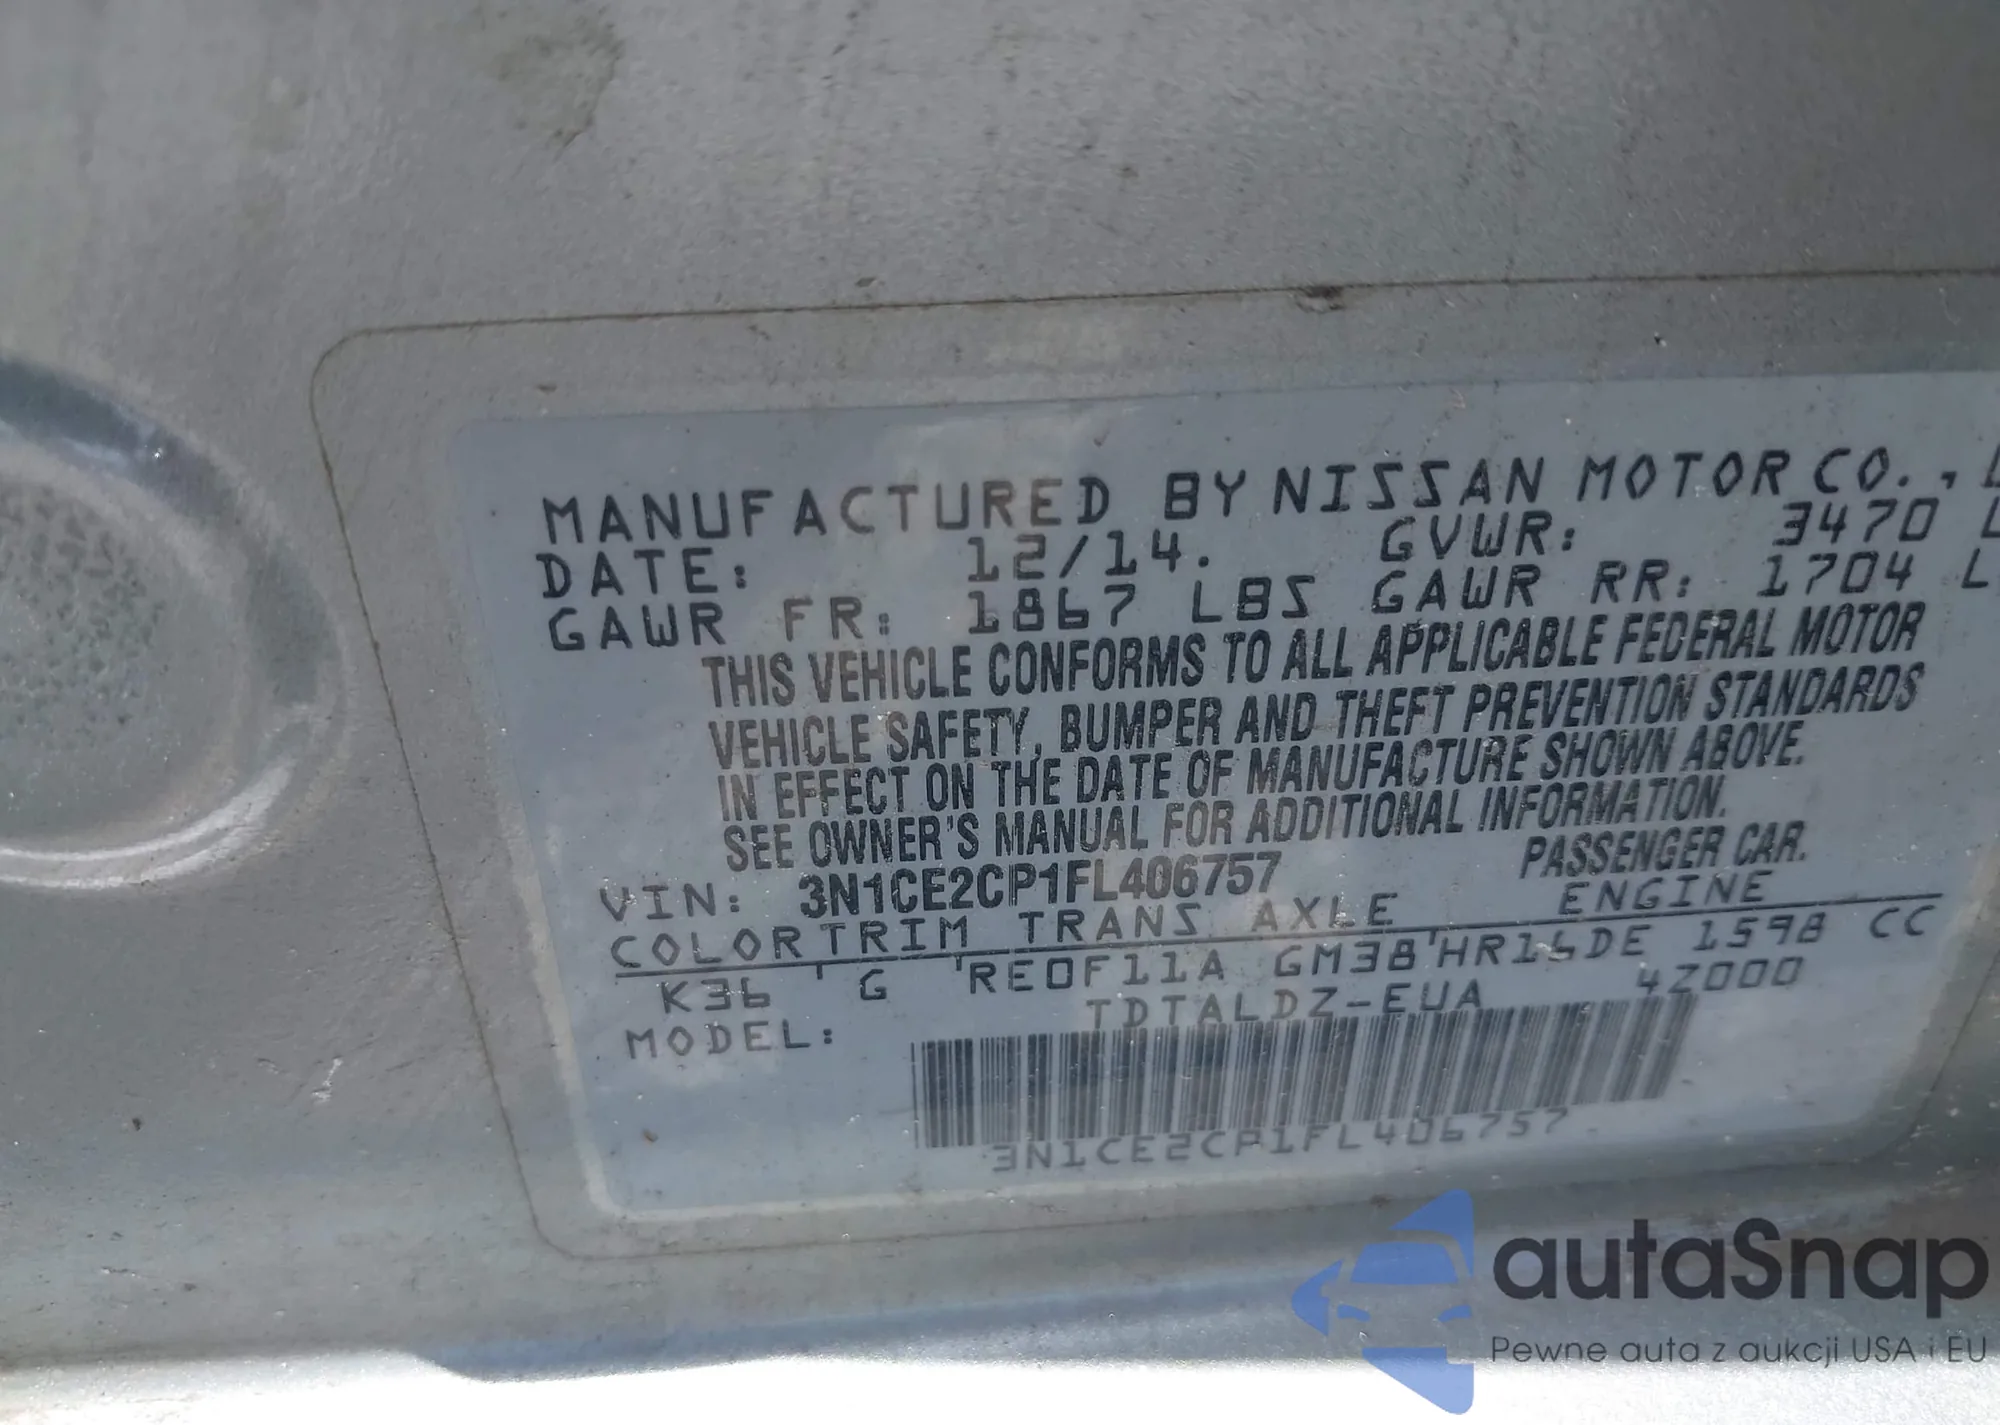 MANUFACTURED BY NISSAN MOTOR CO.,
DATE: 12/14. GVWR: 3470
GAWR FR: 1867 LBS GAWR RR: 1704
THIS VEHICLE CONFORMS TO ALL APPLICABLE FEDERAL MOTOR
VEHICLE SAFETY, BUMPER AND THEFT PREVENTION STANDARDS
IN EFFECT ON THE DATE OF MANUFACTURE SHOWN ABOVE.
SEE OWNER'S MANUAL FOR ADDITIONAL INFORMATION.
VIN: 3N1CE2CP1FL406757 PASSENGER CAR.
COLOR TRIM TRANS AXLE ENGINE
K36 G RE0F11A GM38 HR16DE 1598 CC
MODEL: TDTALDZ-EUA 4Z000
3N1CE2CP1FL406757
autaSnap
Pewne auta z aukcji USA i EU